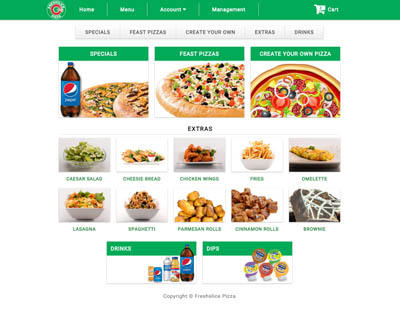 Home Menu Account Management Cart
SPECIALS FEAST PIZZAS CREATE YOUR OWN EXTRAS DRINKS
SPECIALS FEAST PIZZAS CREATE YOUR OWN PIZZA
pepsi
EXTRAS
CAESAR SALAD CHEESIE BREAD CHICKEN WINGS FRIES OMELETTE
LASAGNA SPAGHETTI PARMESAN ROLLS CINNAMON ROLLS BROWNIE
DRINKS DIPS
Copyright © Freshslice Pizza